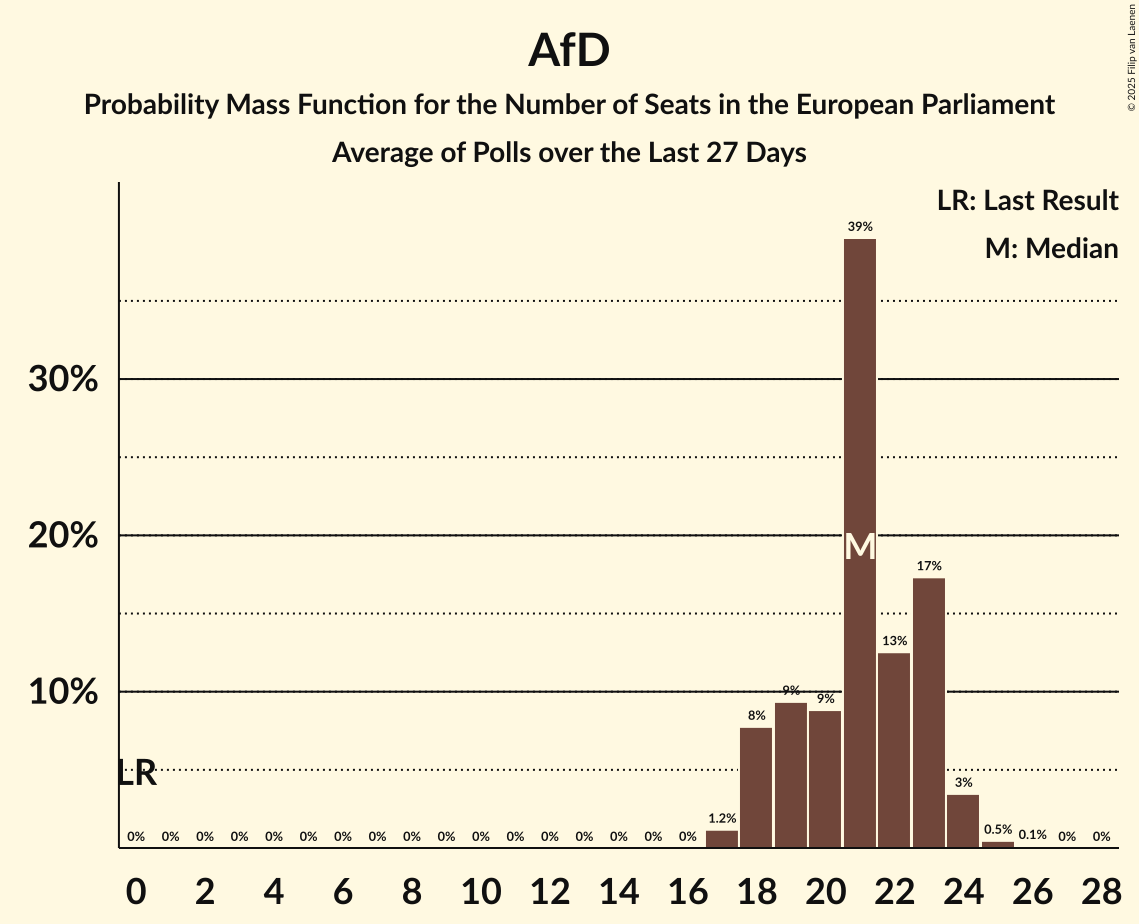 AfD
Probability Mass Function for the Number of Seats in the European Parliament
Average of Polls over the Last 27 Days
© 2025 Filip van Laenen
LR: Last Result
M: Median
39%
30%
20%
M
17%
13%
10%
9%
9%
8%
LR
3%
1.2%
0.5%
0.1%
0% 0% 0% 0% 0% 0% 0% 0% 0% 0% 0% 0% 0% 0% 0% 0% 0% 0% 0%
0 2 4 6 8 10 12 14 16 18 20 22 24 26 28